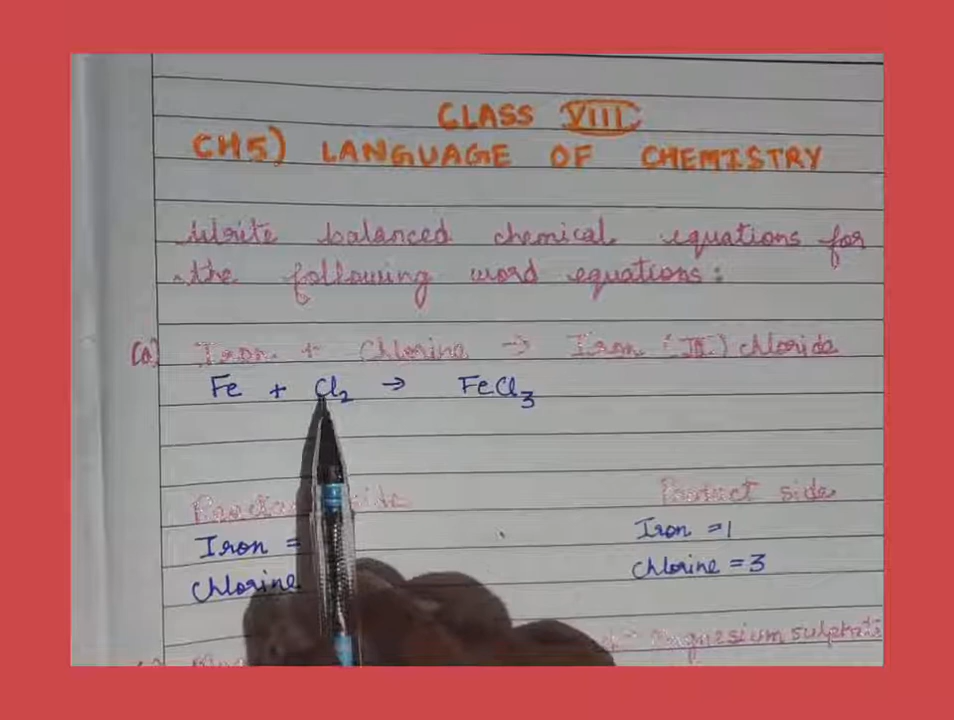 CLASS VIII
CH5) LANGUAGE OF CHEMISTRY
Write balanced chemical equations for
the following word equations:
(a) Iron + Chlorine → Iron (III) chloride
Fe + Cl₂ → FeCl₃
Product side
Iron = Iron =1
Chlorine Chlorine = 3
Magnesium sulphate